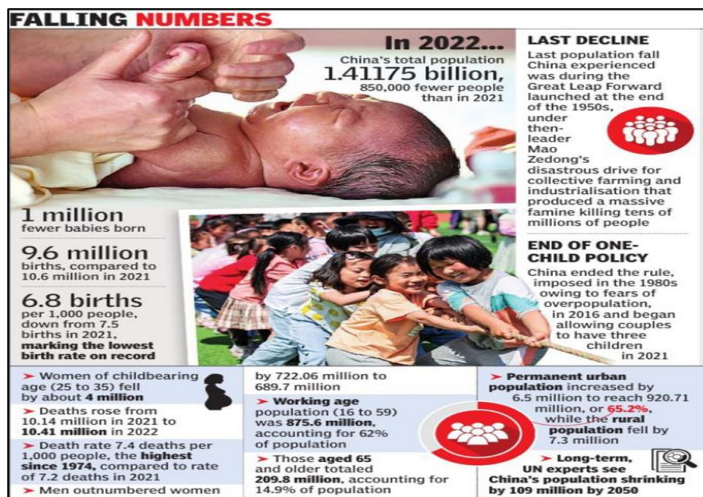 FALLING NUMBERS
In 2022...
China's total population
1.41175 billion,
850,000 fewer people
than in 2021
LAST DECLINE
Last population fall
China experienced
was during the
Great Leap Forward
launched at the end
of the 1950s,
under
then-
leader
Mao
Zedong's
disastrous drive for
collective farming and
industrialisation that
produced a massive
famine killing tens of
millions of people
1 million
fewer babies born
9.6 million
births, compared to
10.6 million in 2021
6.8 births
per 1,000 people,
down from 7.5
births in 2021,
marking the lowest
birth rate on record
END OF ONE-
CHILD POLICY
China ended the rule,
imposed in the 1980s
owing to fears of
overpopulation,
in 2016 and began
allowing couples
to have three
children
in 2021
➤ Women of childbearing
age (25 to 35) fell
by about 4 million
➤ Deaths rose from
10.14 million in 2021 to
10.41 million in 2022
➤ Death rate 7.4 deaths per
1,000 people, the highest
since 1974, compared to rate
of 7.2 deaths in 2021
➤ Men outnumbered women
by 722.06 million to
689.7 million
➤ Working age
population (16 to 59)
was 875.6 million,
accounting for 62%
of population
➤ Those aged 65
and older totaled
209.8 million, accounting for
14.9% of population
➤ Permanent urban
population increased by
6.5 million to reach 920.71
million, or 65.2%,
while the rural
population fell by
7.3 million
➤ Long-term,
UN experts see
China's population shrinking
by 109 million by 2050